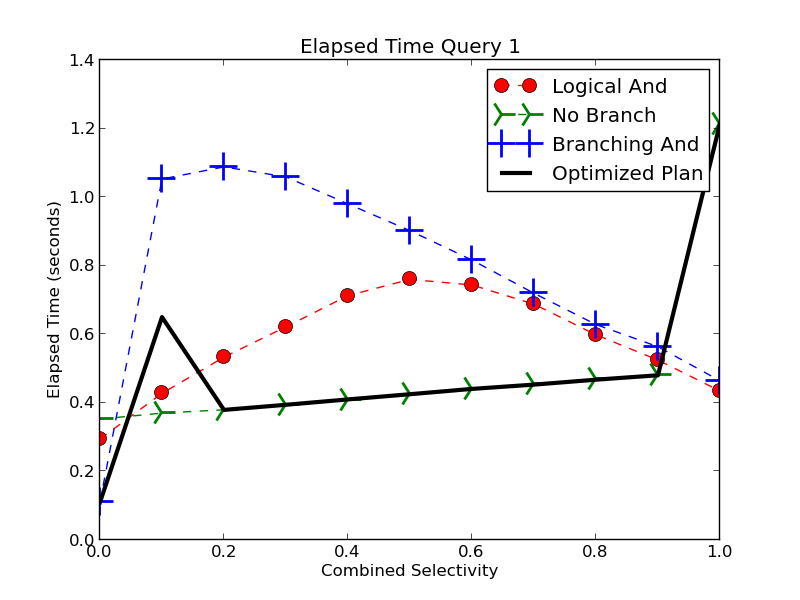 Elapsed Time Query 1
1.4
1.2
1.0
0.8
0.6
0.4
0.2
0.0
Elapsed Time (seconds)
Logical And
No Branch
Branching And
Optimized Plan
0.0 0.2 0.4 0.6 0.8 1.0
Combined Selectivity